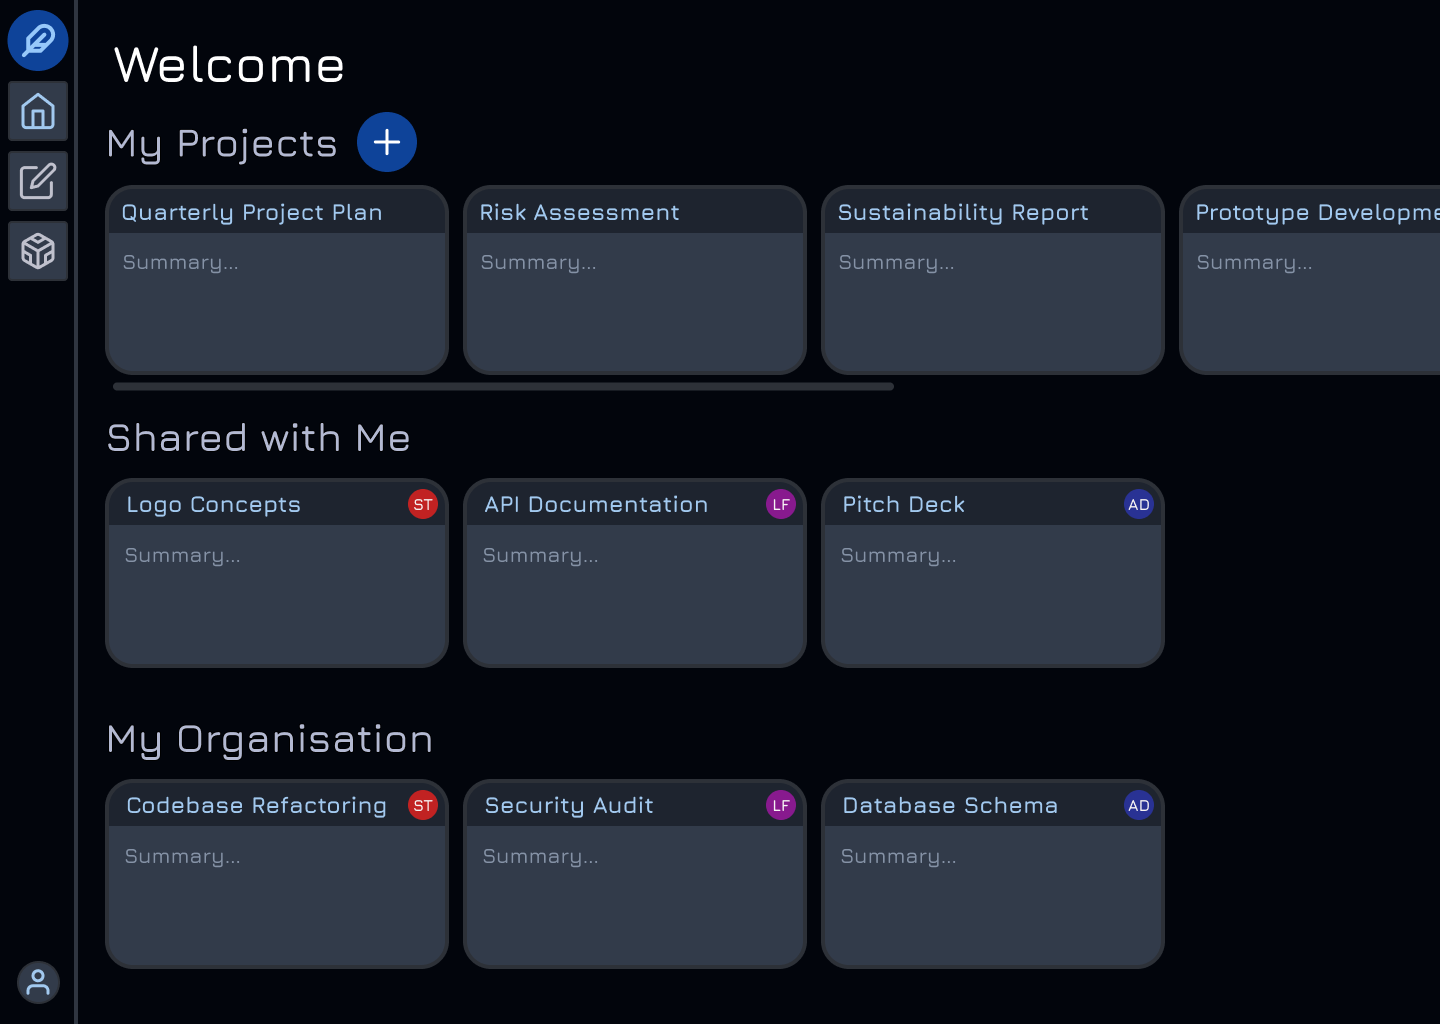 Welcome
My Projects
Quarterly Project Plan
Summary...
Risk Assessment
Summary...
Sustainability Report
Summary...
Prototype Developme
Summary...
Shared with Me
Logo Concepts
ST
Summary...
API Documentation
LF
Summary...
Pitch Deck
AD
Summary...
My Organisation
Codebase Refactoring
ST
Summary...
Security Audit
LF
Summary...
Database Schema
AD
Summary...